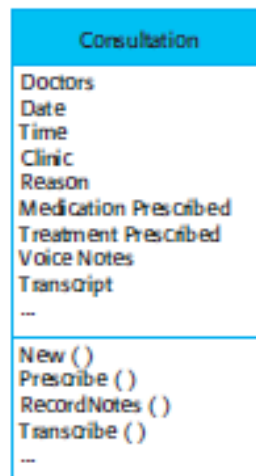 Consultation
Doctors
Date
Time
Clinic
Reason
Medication Prescribed
Treatment Prescribed
Voice Notes
Transcript
...
New ( )
Prescribe ( )
RecordNotes ( )
Transcribe ( )
...